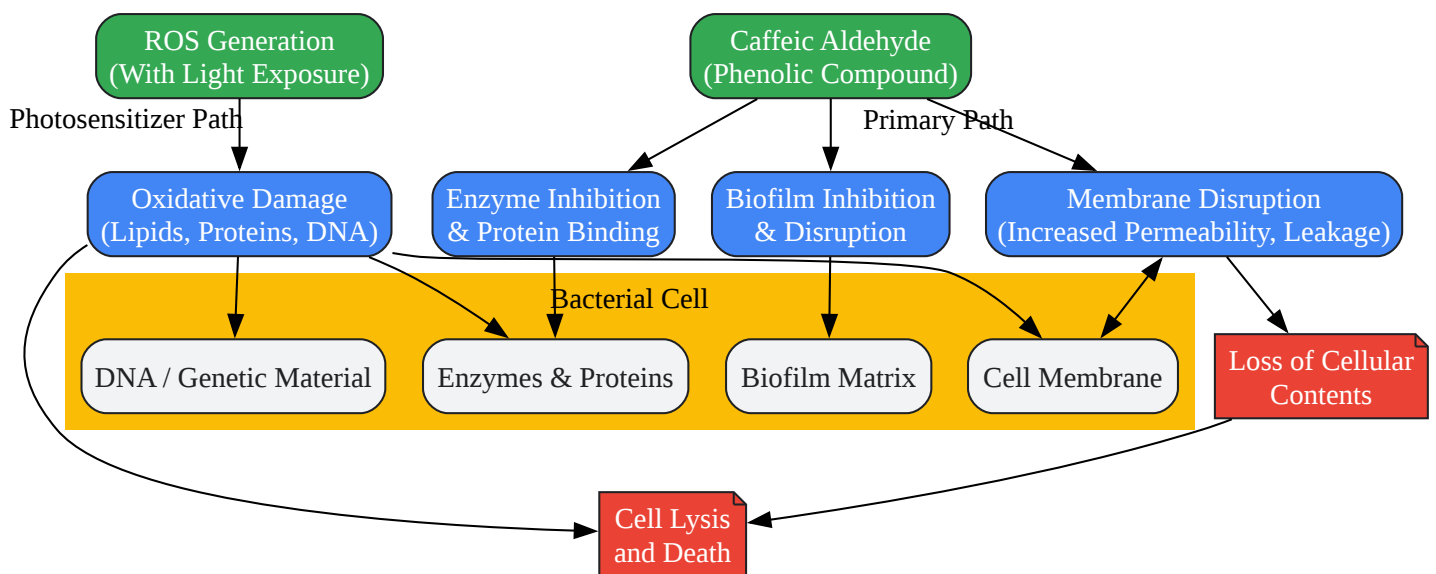 ROS Generation
(With Light Exposure)
Caffeic Aldehyde
(Phenolic Compound)
Photosensitizer Path
Primary Path
Oxidative Damage
(Lipids, Proteins, DNA)
Enzyme Inhibition
& Protein Binding
Biofilm Inhibition
& Disruption
Membrane Disruption
(Increased Permeability, Leakage)
Bacterial Cell
DNA / Genetic Material
Enzymes & Proteins
Biofilm Matrix
Cell Membrane
Loss of Cellular
Contents
Cell Lysis
and Death